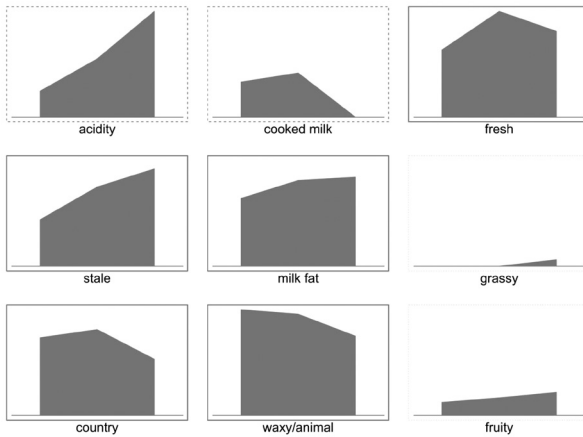 acidity
cooked milk
fresh
stale
milk fat
grassy
country
waxy/animal
fruity